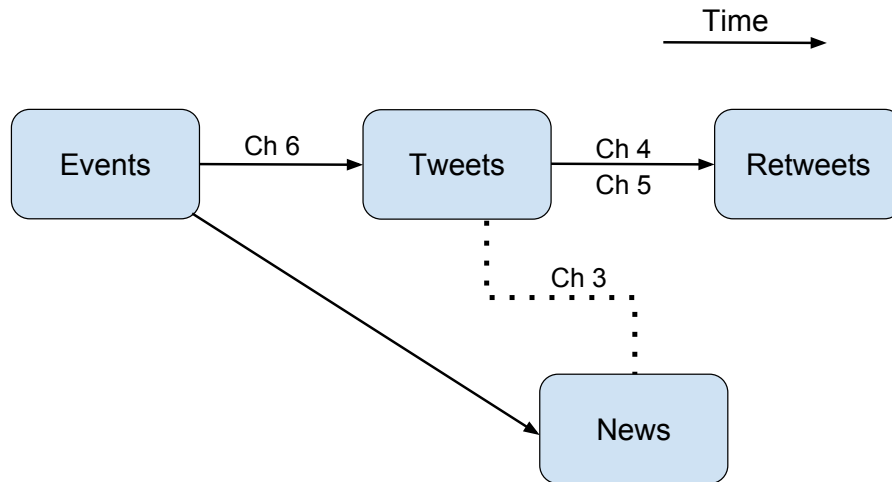 Time
Events
Ch 6
Tweets
Ch 4
Ch 5
Retweets
Ch 3
News